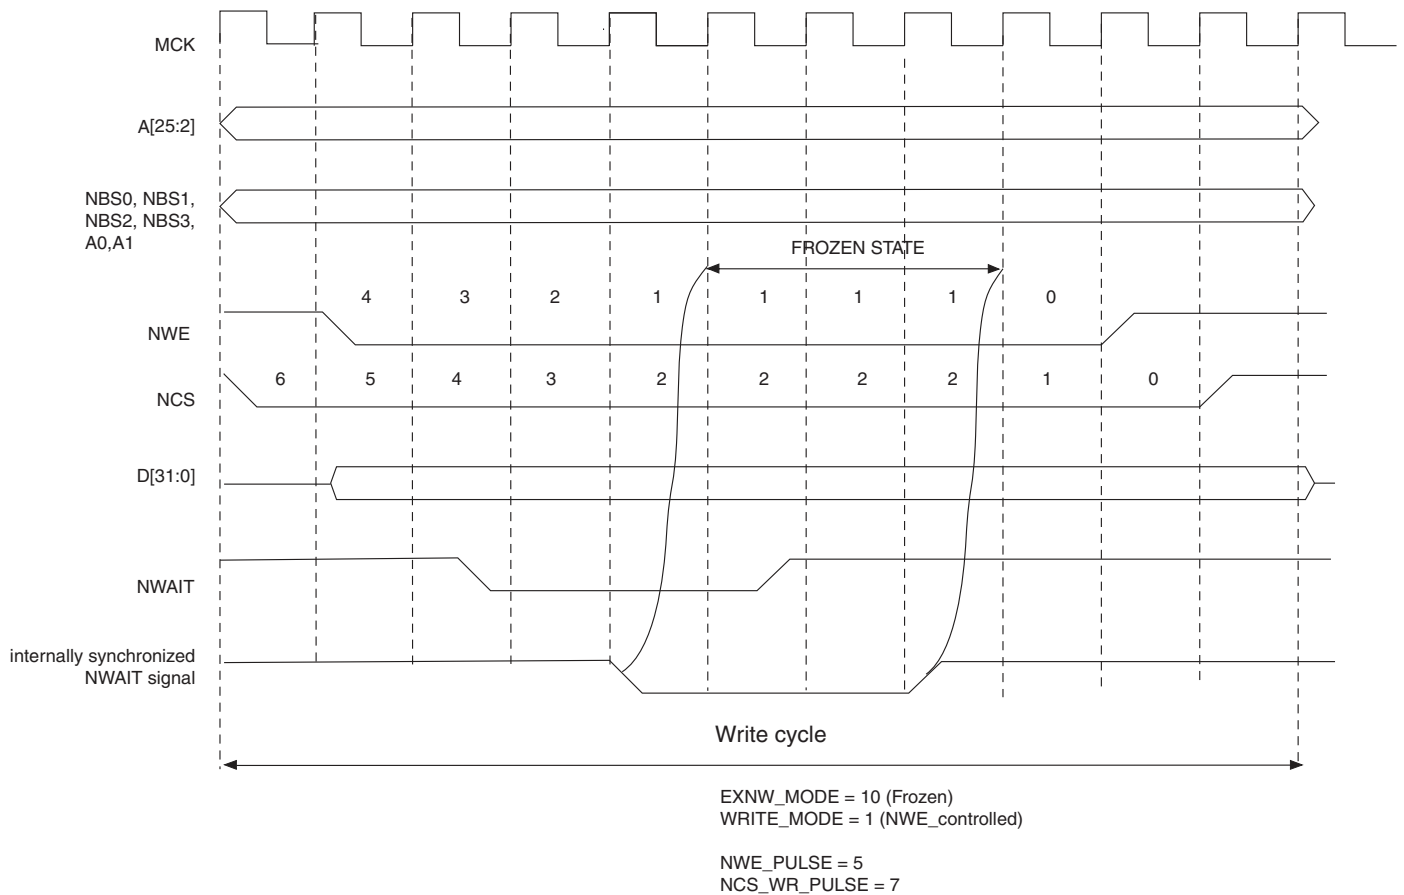 MCK
A[25:2]
NBS0, NBS1,
NBS2, NBS3,
A0,A1
FROZEN STATE
4 3 2 1 1 1 1 0
NWE
6 5 4 3 2 2 2 2 1 0
NCS
D[31:0]
NWAIT
internally synchronized
NWAIT signal
Write cycle
EXNW_MODE = 10 (Frozen)
WRITE_MODE = 1 (NWE_controlled)
NWE_PULSE = 5
NCS_WR_PULSE = 7